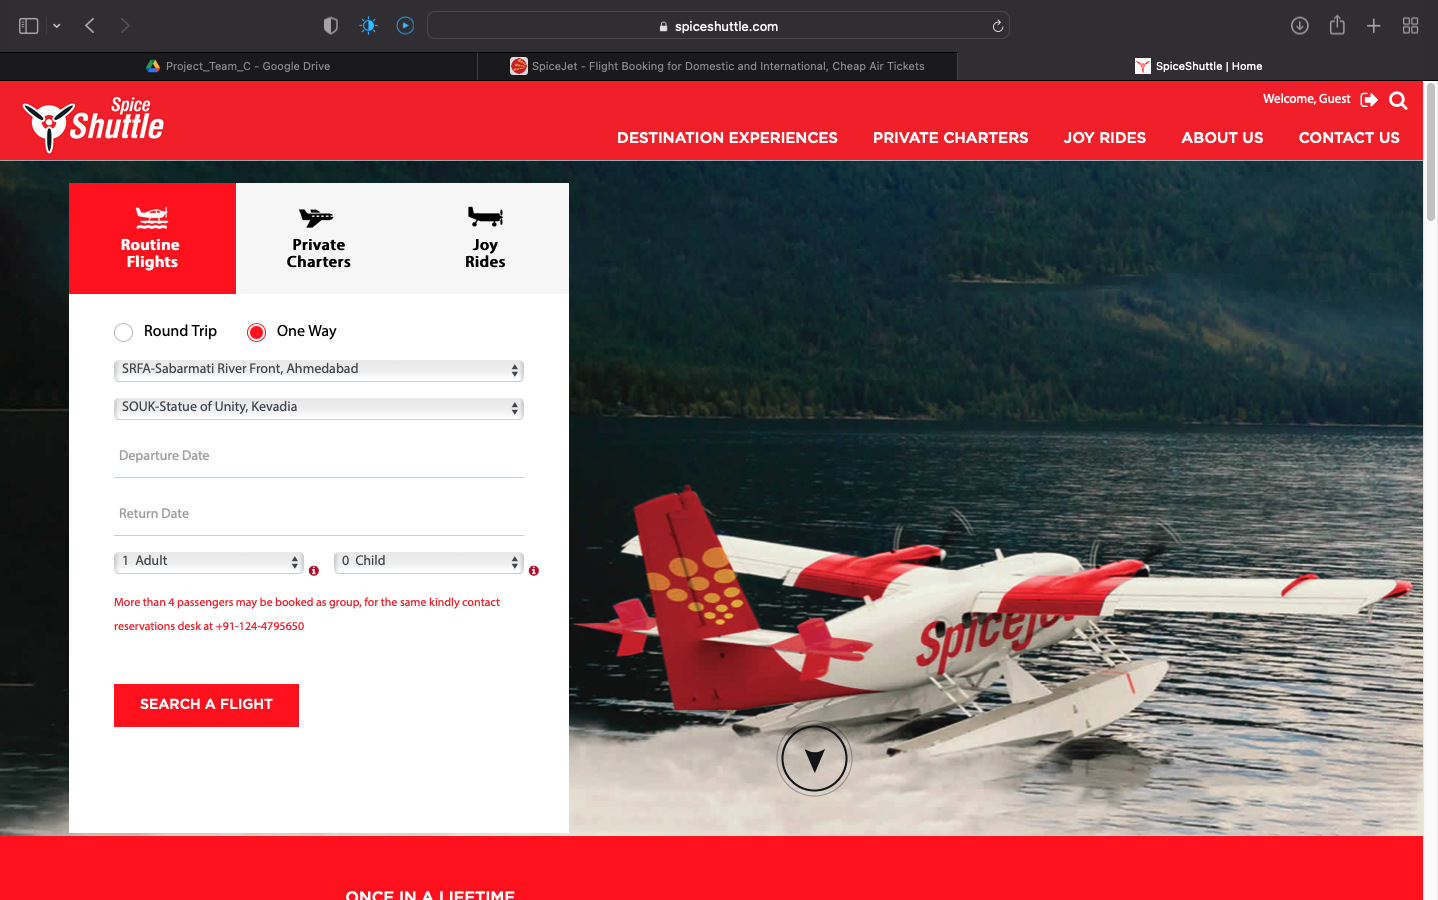 spiceshuttle.com
Project_Team_C - Google Drive
SpiceJet - Flight Booking for Domestic and International, Cheap Air Tickets
SpiceShuttle | Home
Spice
Shuttle
Welcome, Guest
DESTINATION EXPERIENCES
PRIVATE CHARTERS
JOY RIDES
ABOUT US
CONTACT US
Routine
Flights
Private
Charters
Joy
Rides
Round Trip
One Way
SRFA-Sabarmati River Front, Ahmedabad
SOUK-Statue of Unity, Kevadia
Departure Date
Return Date
1 Adult
0 Child
More than 4 passengers may be booked as group, for the same kindly contact
reservations desk at +91-124-4795650
SEARCH A FLIGHT
Spicejet
ONCE IN A LIFETIME